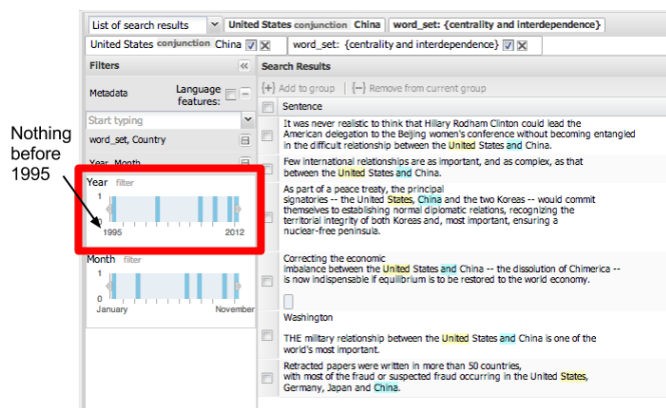 List of search results United States conjunction China word_set: {centrality and interdependence}
United States conjunction China word_set: {centrality and interdependence}
Filters «
Metadata Language features:
Start typing
word_set, Country
Year, Month
Nothing before 1995
Year filter
1
0
1995 2012
Month filter
1
0
January November
Search Results
{+} Add to group | {−} Remove from current group
Sentence
It was never realistic to think that Hillary Rodham Clinton could lead the
American delegation to the Beijing women's conference without becoming entangled
in the difficult relationship between the United States and China.
Few international relationships are as important, and as complex, as that
between the United States and China.
As part of a peace treaty, the principal
signatories -- the United States, China and the two Koreas -- would commit
themselves to establishing normal diplomatic relations, recognizing the
territorial integrity of both Koreas and, most important, ensuring a
nuclear-free peninsula.
Correcting the economic
imbalance between the United States and China -- the dissolution of Chimerica --
is now indispensable if equilibrium is to be restored to the world economy.
Washington
THE military relationship between the United States and China is one of the
world's most important.
Retracted papers were written in more than 50 countries,
with most of the fraud or suspected fraud occurring in the United States,
Germany, Japan and China.